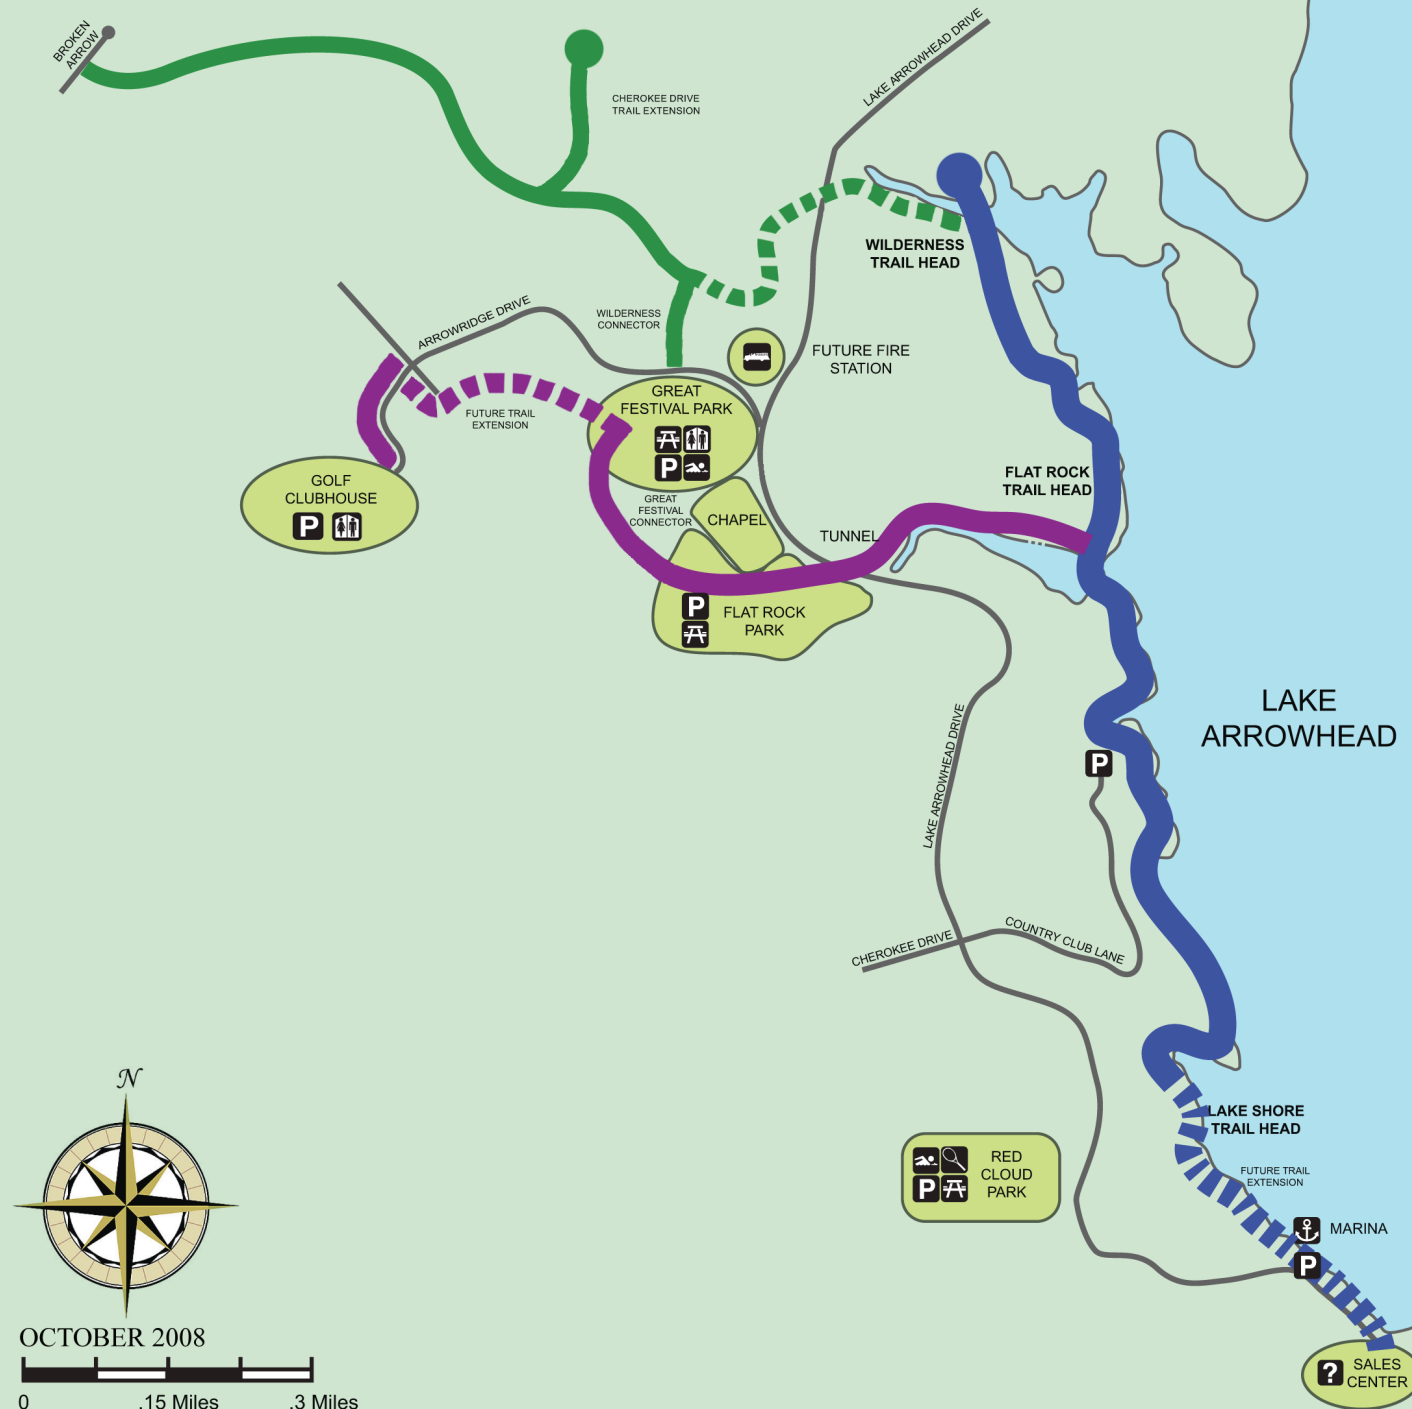 BROKEN
ARROW
CHEROKEE DRIVE
TRAIL EXTENSION
LAKE ARROWHEAD DRIVE
WILDERNESS
TRAIL HEAD
ARROWRIDGE DRIVE
WILDERNESS
CONNECTOR
FUTURE FIRE
STATION
GREAT
FESTIVAL PARK
P
FUTURE TRAIL
EXTENSION
GOLF
CLUBHOUSE
P
GREAT
FESTIVAL
CONNECTOR
CHAPEL
FLAT ROCK
TRAIL HEAD
TUNNEL
P
FLAT ROCK
PARK
LAKE
ARROWHEAD
LAKE ARROWHEAD DRIVE
P
CHEROKEE DRIVE
COUNTRY CLUB LANE
LAKE SHORE
TRAIL HEAD
RED
CLOUD
PARK
P
FUTURE TRAIL
EXTENSION
MARINA
P
N
OCTOBER 2008
0 .15 Miles .3 Miles
?
SALES
CENTER